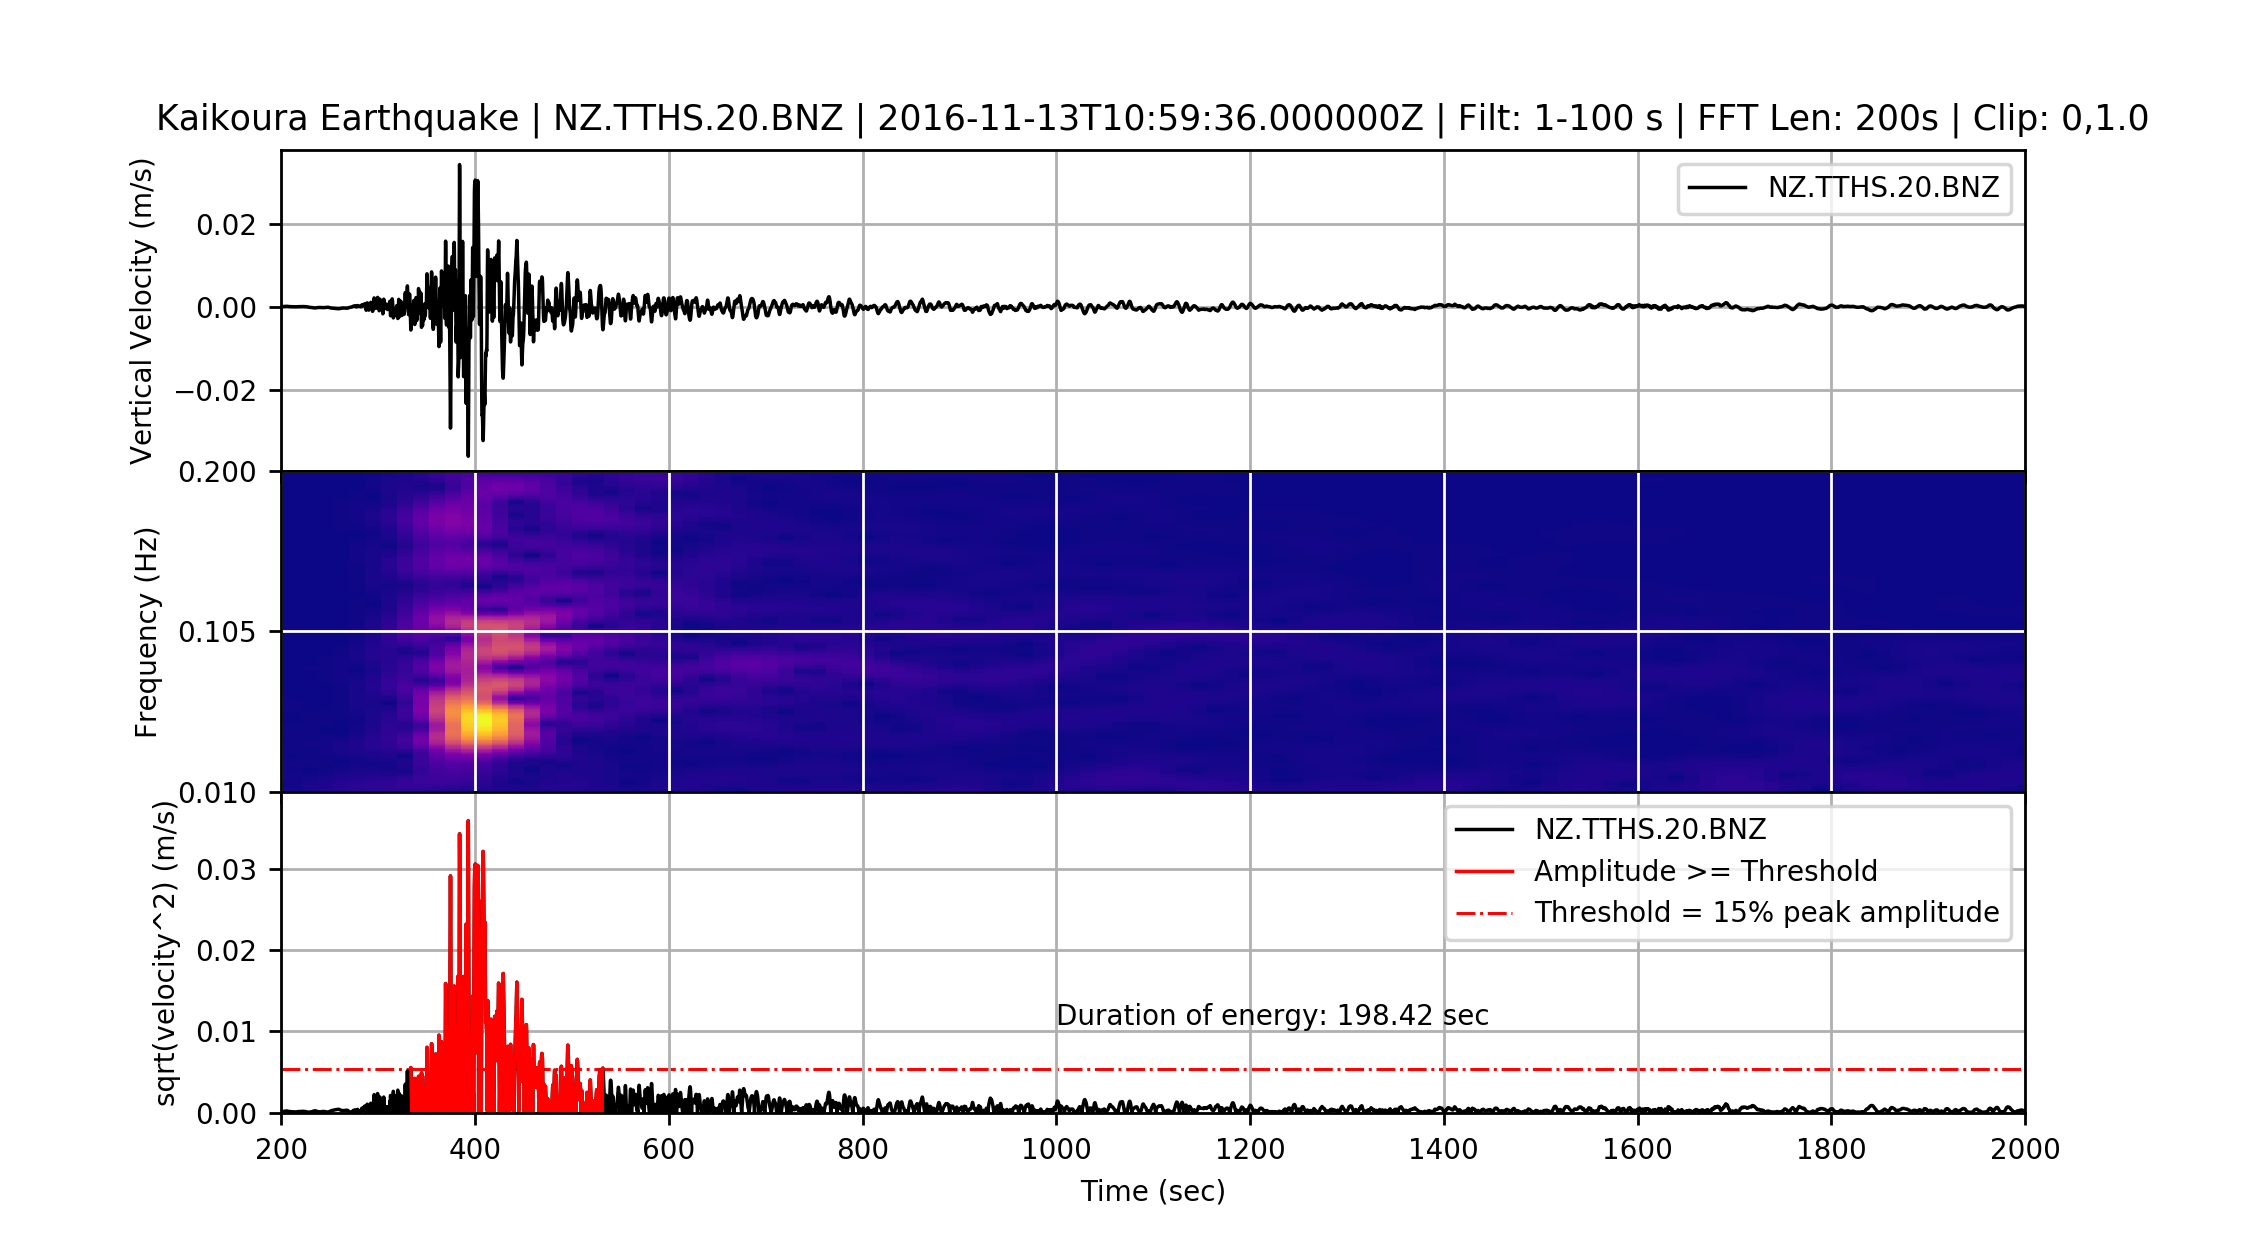 Kaikoura Earthquake | NZ.TTHS.20.BNZ | 2016-11-13T10:59:36.000000Z | Filt: 1-100 s | FFT Len: 200s | Clip: 0,1.0
Vertical Velocity (m/s)
0.02
0.00
−0.02
NZ.TTHS.20.BNZ
Frequency (Hz)
0.200
0.105
0.010
sqrt(velocity^2) (m/s)
0.03
0.02
0.01
0.00
NZ.TTHS.20.BNZ
Amplitude >= Threshold
Threshold = 15% peak amplitude
Duration of energy: 198.42 sec
200 400 600 800 1000 1200 1400 1600 1800 2000
Time (sec)